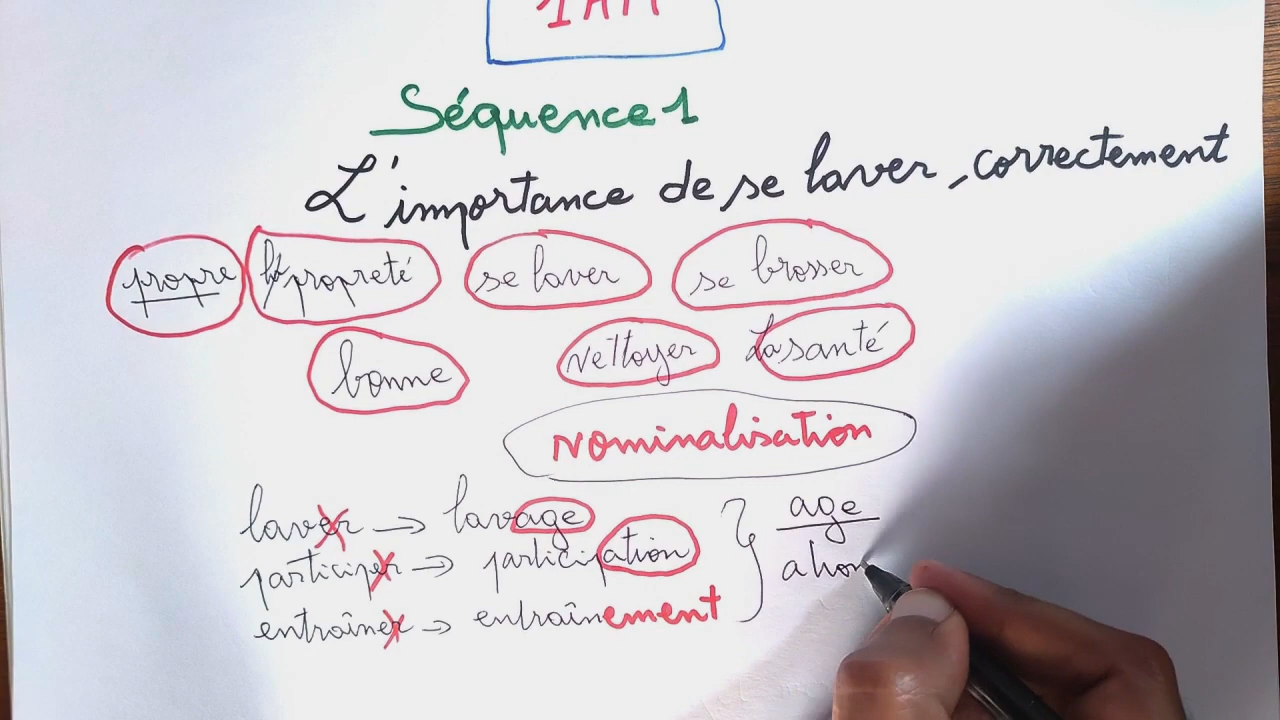 1AM
Séquence 1
L'importance de se laver, correctement
propre la propreté se laver se brosser
bonne nettoyer la santé
nominalisation
laver → lavage
participer → participation
entraîner → entraînement
age
ation